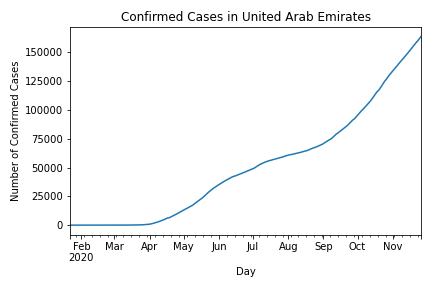 Confirmed Cases in United Arab Emirates
Number of Confirmed Cases
150000
125000
100000
75000
50000
25000
0
Feb Mar Apr May Jun Jul Aug Sep Oct Nov
2020
Day